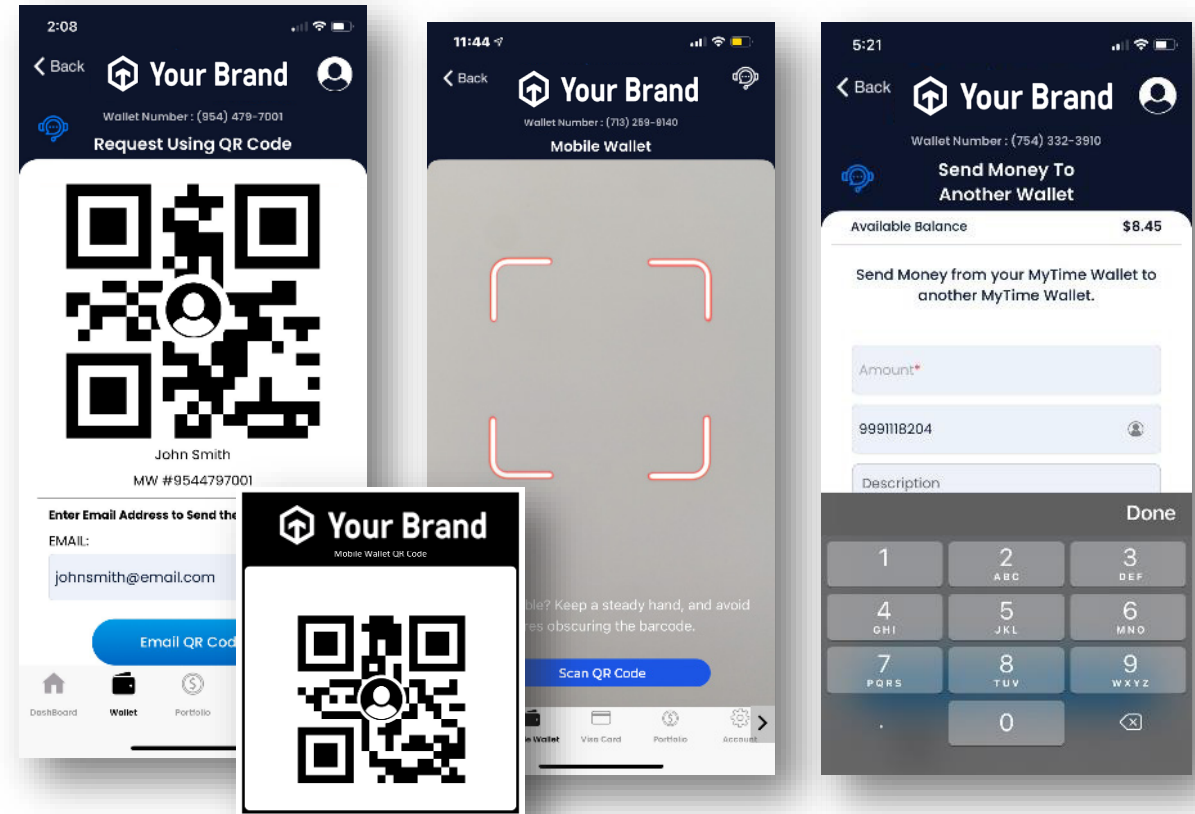 2:08
Back
Your Brand
Wallet Number : (954) 479-7001
Request Using QR Code
John Smith
MW #9544797001
Enter Email Address to Send the
EMAIL:
johnsmith@email.com
Email QR Cod
DashBoard Wallet Portfolio
Your Brand
Mobile Wallet QR Code
11:44
Back
Your Brand
Wallet Number : (713) 259-9140
Mobile Wallet
Keep a steady hand, and avoid
obscuring the barcode.
Scan QR Code
Wallet Visa Card Portfolio Account
5:21
Back
Your Brand
Wallet Number : (754) 332-3910
Send Money To
Another Wallet
Available Balance $8.45
Send Money from your MyTime Wallet to
another MyTime Wallet.
Amount*
9991118204
Description
Done
1 2 3
ABC DEF
4 5 6
GHI JKL MNO
7 8 9
PQRS TUV WXYZ
. 0